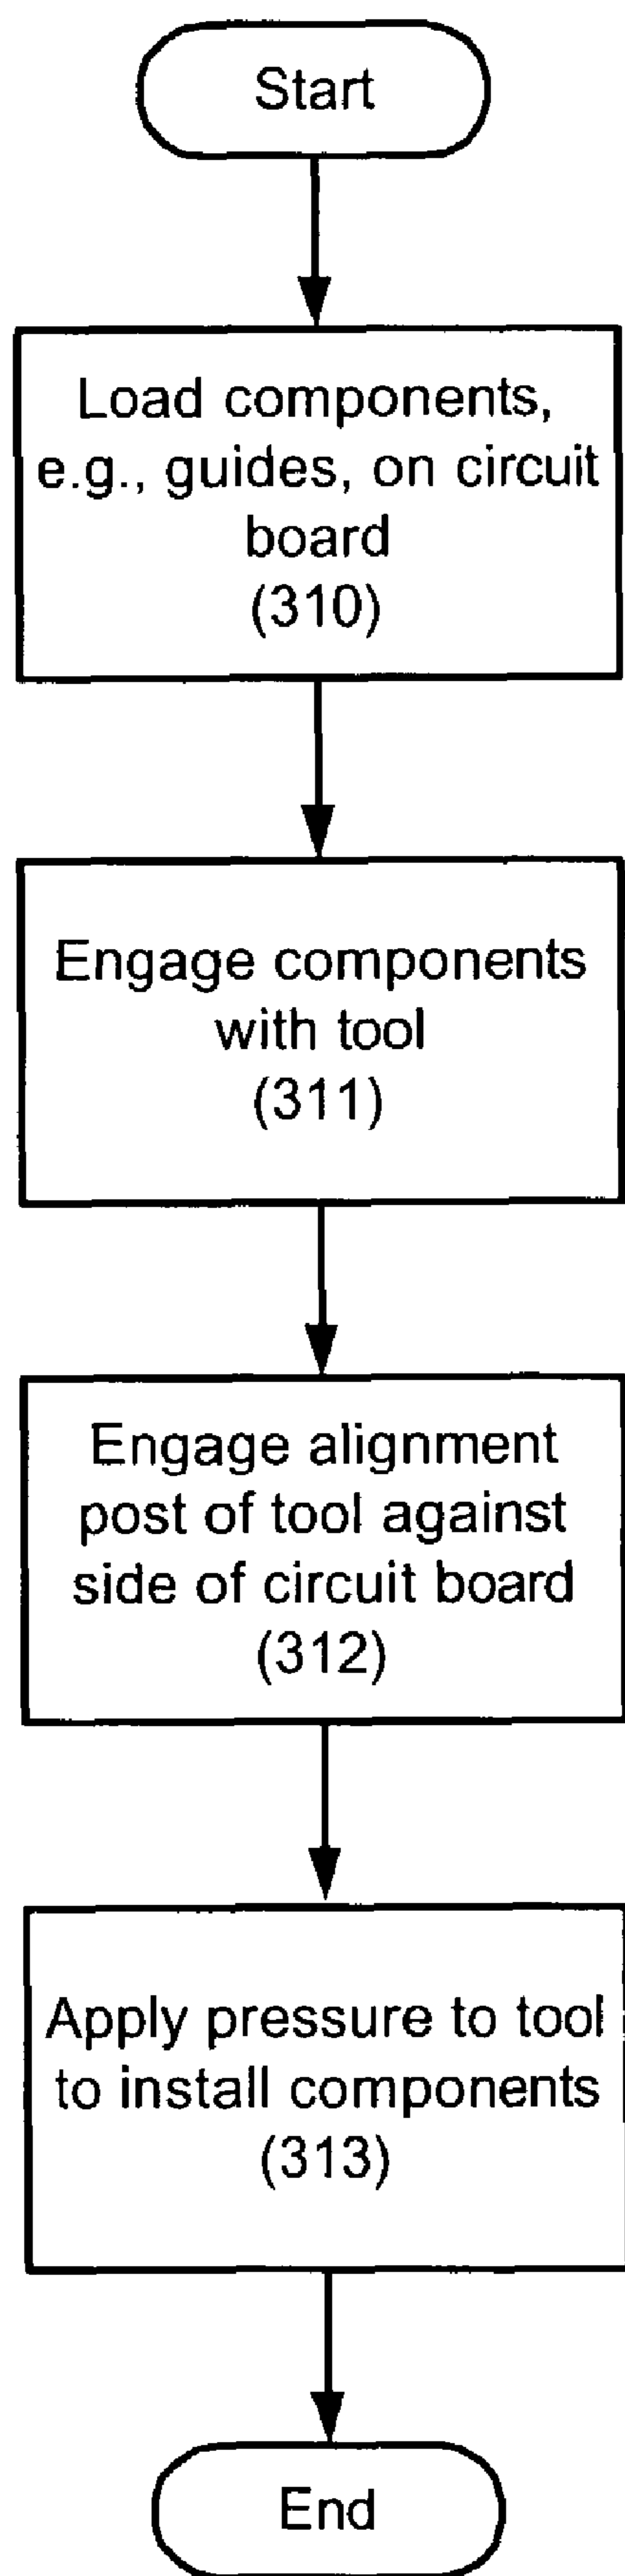 Start
Load components,
e.g., guides, on circuit
board
(310)
Engage components
with tool
(311)
Engage alignment
post of tool against
side of circuit board
(312)
Apply pressure to tool
to install components
(313)
End